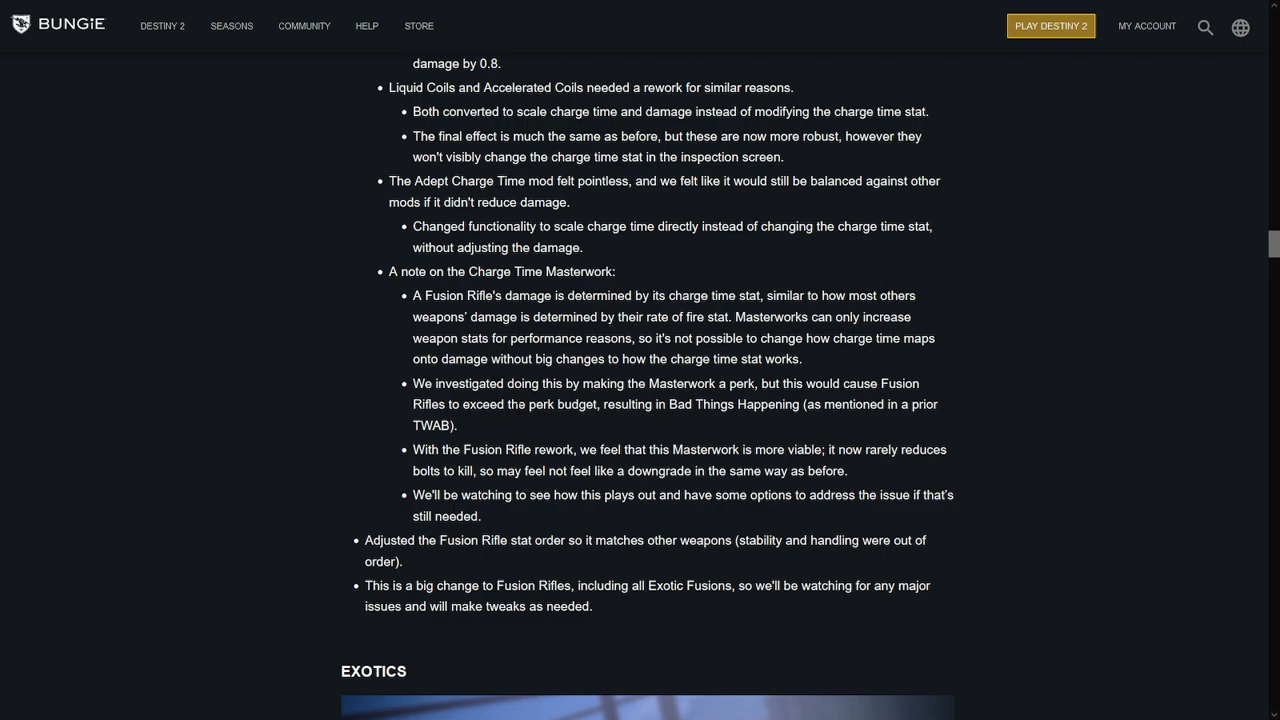 BUNGiE
DESTINY 2
SEASONS
COMMUNITY
HELP
STORE
PLAY DESTINY 2
MY ACCOUNT
damage by 0.8.
• Liquid Coils and Accelerated Coils needed a rework for similar reasons.
• Both converted to scale charge time and damage instead of modifying the charge time stat.
• The final effect is much the same as before, but these are now more robust, however they
won't visibly change the charge time stat in the inspection screen.
• The Adept Charge Time mod felt pointless, and we felt like it would still be balanced against other
mods if it didn't reduce damage.
• Changed functionality to scale charge time directly instead of changing the charge time stat,
without adjusting the damage.
• A note on the Charge Time Masterwork:
• A Fusion Rifle's damage is determined by its charge time stat, similar to how most others
weapons’ damage is determined by their rate of fire stat. Masterworks can only increase
weapon stats for performance reasons, so it's not possible to change how charge time maps
onto damage without big changes to how the charge time stat works.
• We investigated doing this by making the Masterwork a perk, but this would cause Fusion
Rifles to exceed the perk budget, resulting in Bad Things Happening (as mentioned in a prior
TWAB).
• With the Fusion Rifle rework, we feel that this Masterwork is more viable; it now rarely reduces
bolts to kill, so may feel not feel like a downgrade in the same way as before.
• We'll be watching to see how this plays out and have some options to address the issue if that’s
still needed.
• Adjusted the Fusion Rifle stat order so it matches other weapons (stability and handling were out of
order).
• This is a big change to Fusion Rifles, including all Exotic Fusions, so we'll be watching for any major
issues and will make tweaks as needed.
EXOTICS